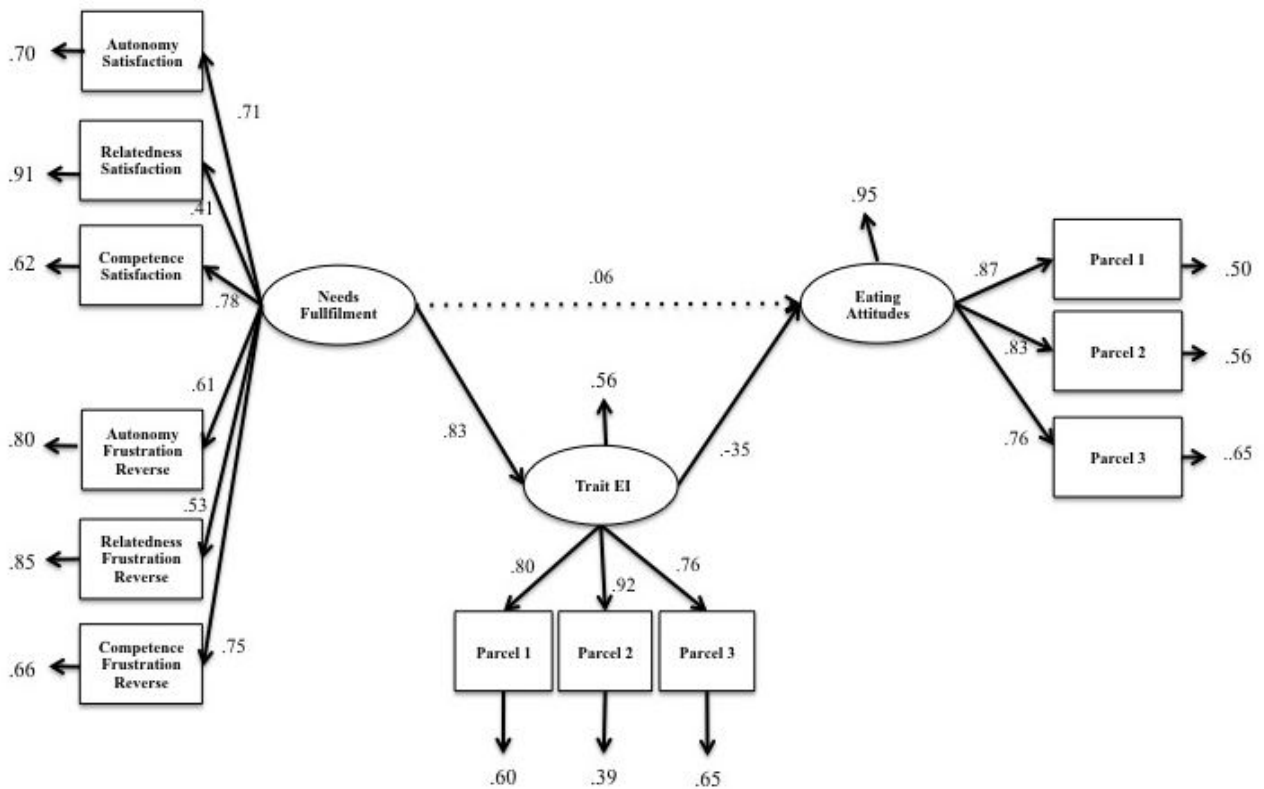 .70
Autonomy
Satisfaction
.71
.91
Relatedness
Satisfaction
.41
.62
Competence
Satisfaction
.78
Needs
Fullfilment
.06
.95
Eating
Attitudes
.87
Parcel 1
.50
.83
Parcel 2
.56
.76
Parcel 3
..65
.61
.80
Autonomy
Frustration
Reverse
.53
.85
Relatedness
Frustration
Reverse
.75
.66
Competence
Frustration
Reverse
.83
.56
.-35
Trait EI
.80
.92
.76
Parcel 1
Parcel 2
Parcel 3
.60
.39
.65